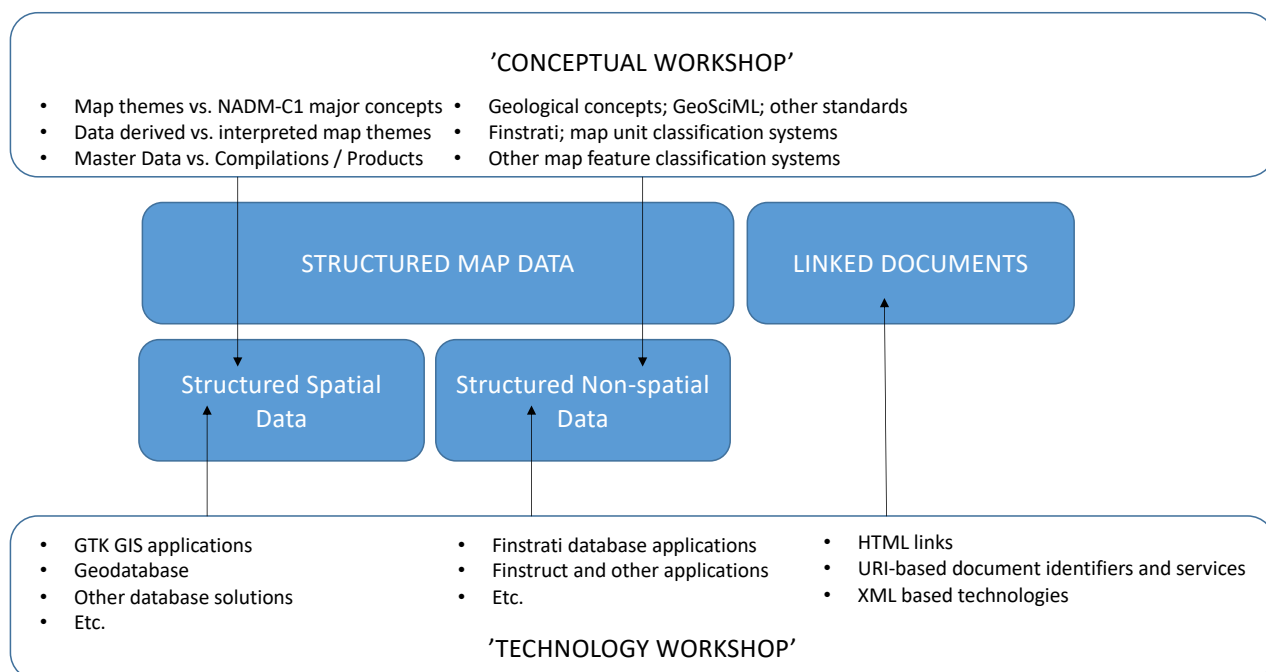 ’CONCEPTUAL WORKSHOP’
• Map themes vs. NADM-C1 major concepts
• Data derived vs. interpreted map themes
• Master Data vs. Compilations / Products
• Geological concepts; GeoSciML; other standards
• Finstrati; map unit classification systems
• Other map feature classification systems
STRUCTURED MAP DATA
LINKED DOCUMENTS
Structured Spatial
Data
Structured Non-spatial
Data
• GTK GIS applications
• Geodatabase
• Other database solutions
• Etc.
• Finstrati database applications
• Finstruct and other applications
• Etc.
• HTML links
• URI-based document identifiers and services
• XML based technologies
’TECHNOLOGY WORKSHOP’